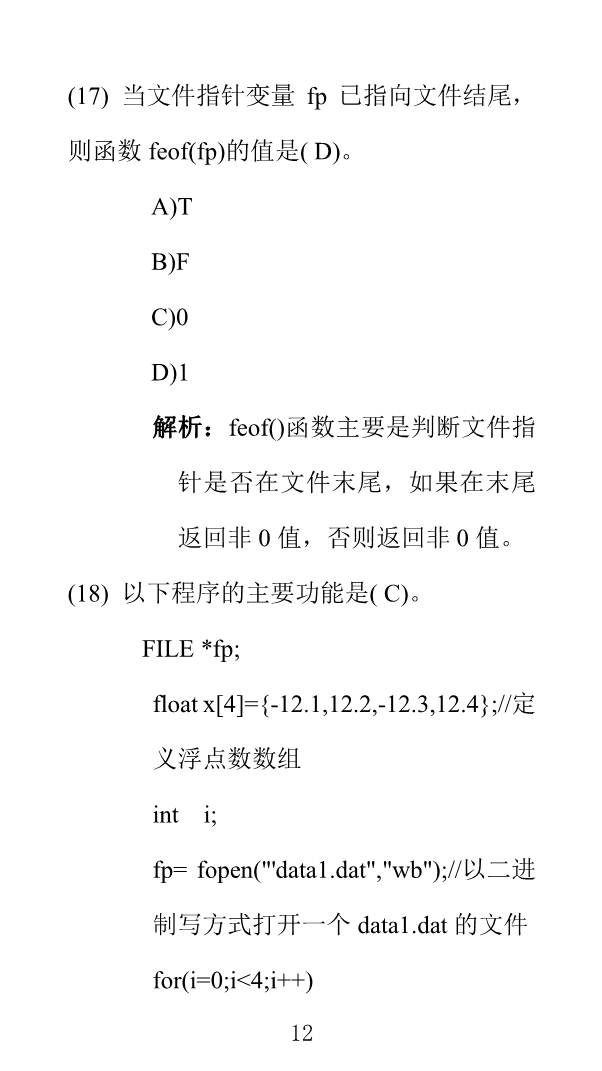 (17) 当文件指针变量 fp 已指向文件结尾，
则函数 feof(fp)的值是( D)。
A)T
B)F
C)0
D)1
解析：feof()函数主要是判断文件指
针是否在文件末尾，如果在末尾
返回非 0 值，否则返回非 0 值。
(18) 以下程序的主要功能是( C)。
FILE *fp;
float x[4]={-12.1,12.2,-12.3,12.4};//定
义浮点数数组
int i;
fp= fopen("'data1.dat","wb");//以二进
制写方式打开一个 data1.dat 的文件
for(i=0;i<4;i++)
12